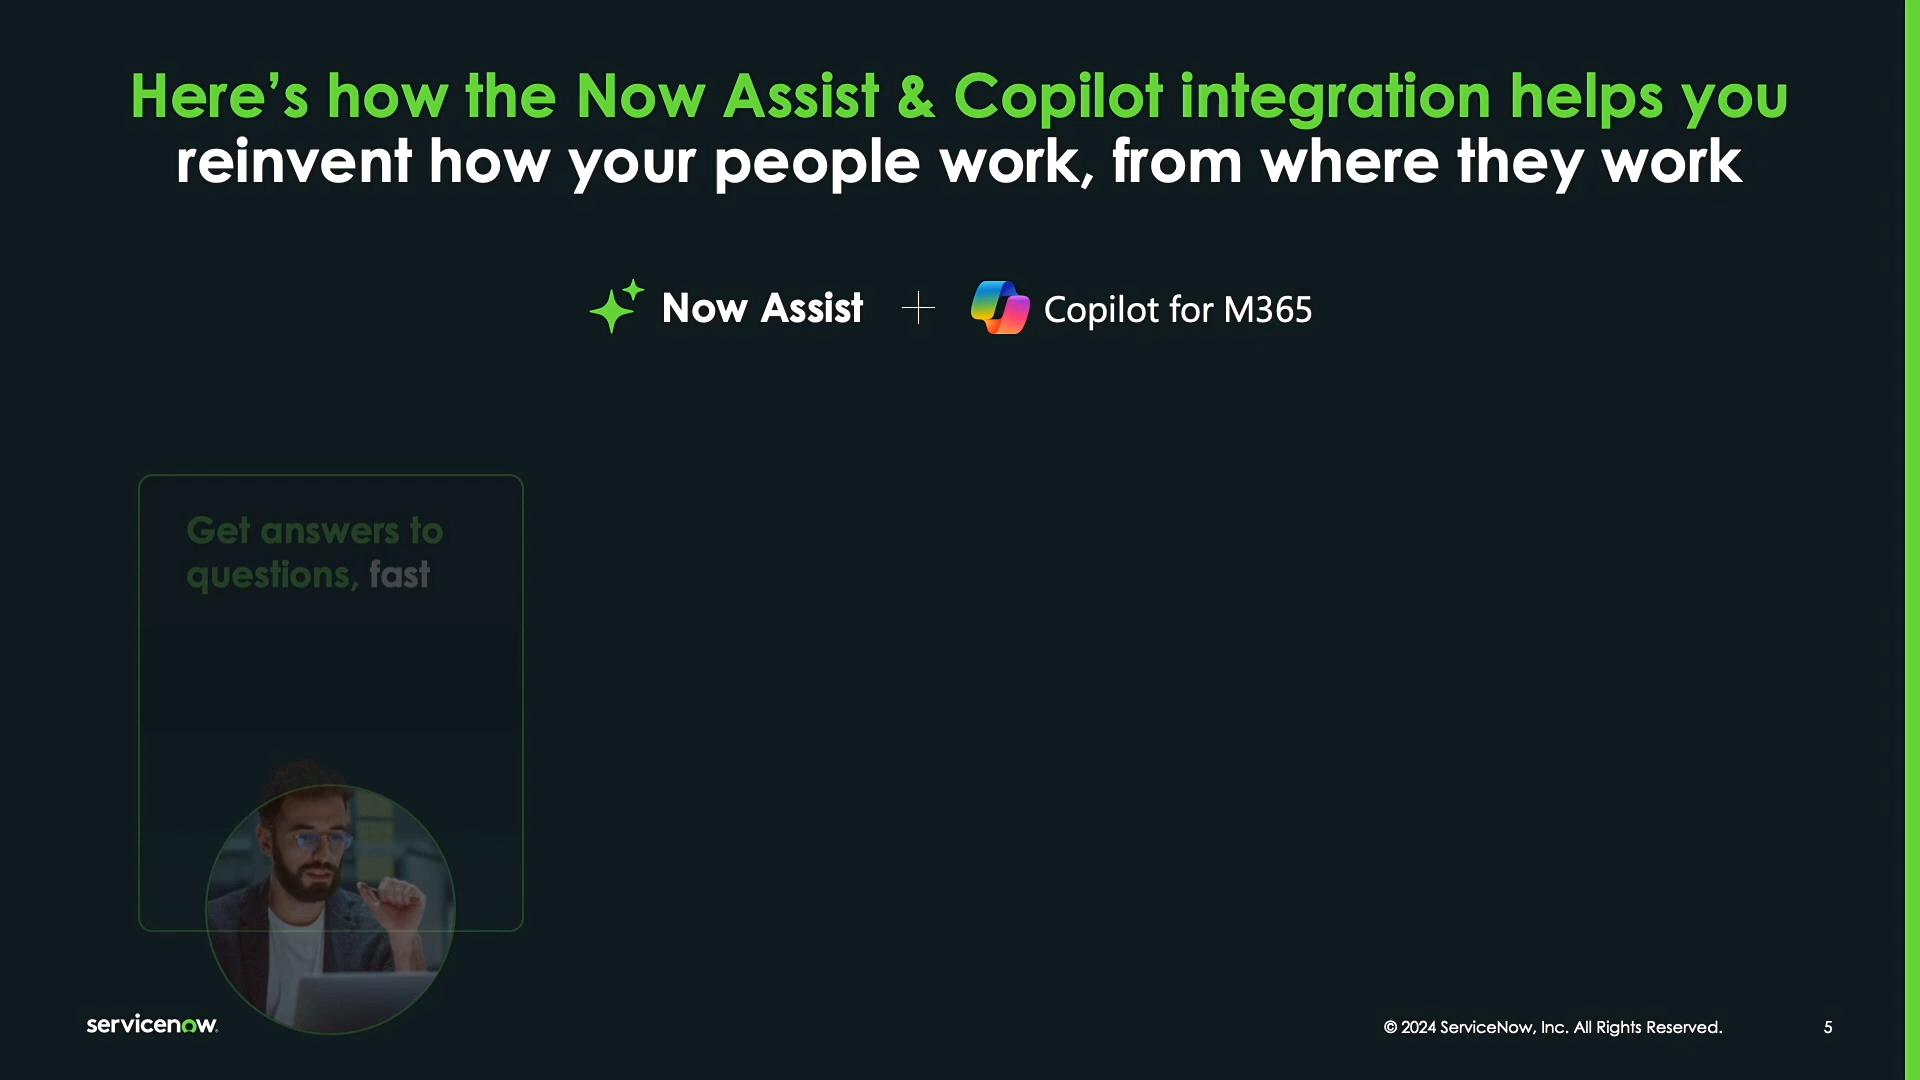 Here’s how the Now Assist & Copilot integration helps you
reinvent how your people work, from where they work
Now Assist + Copilot for M365
Get answers to
questions, fast
servicenow.
© 2024 ServiceNow, Inc. All Rights Reserved.
5